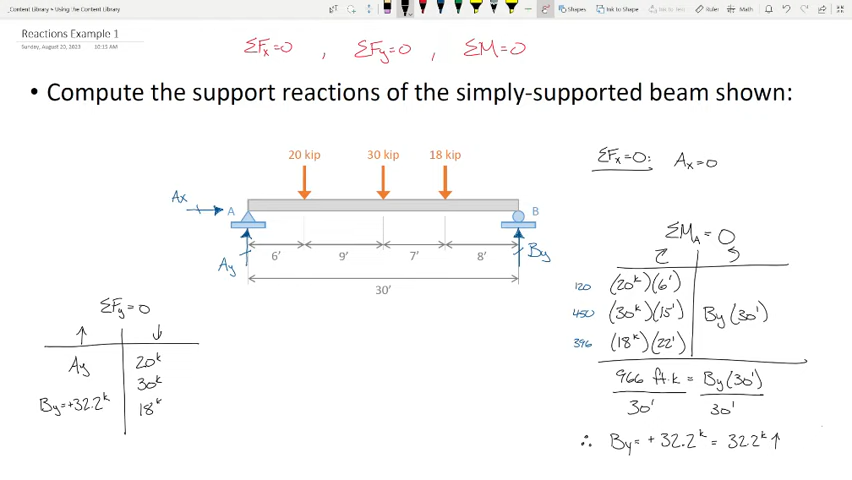 _Content Library > Using the Content Library
Shapes
Ink to Shape
Ruler
Math
Reactions Example 1
Sunday, August 20, 2023 10:13 AM
ΣFx=0 , ΣFy=0 , ΣM=0
• Compute the support reactions of the simply-supported beam shown:
20 kip 30 kip 18 kip
Ax A B
Ay By
6' 9' 7' 8'
30'
ΣFx=0: Ax=0
ΣMA=0
120 (20ᵏ)(6')
450 (30ᵏ)(15') By(30')
396 (18ᵏ)(22')
966 ft·k = By(30')
30' 30'
∴ By= +32.2ᵏ = 32.2ᵏ↑
ΣFy=0
↑ ↓
Ay 20ᵏ
30ᵏ
By=+32.2ᵏ 18ᵏ